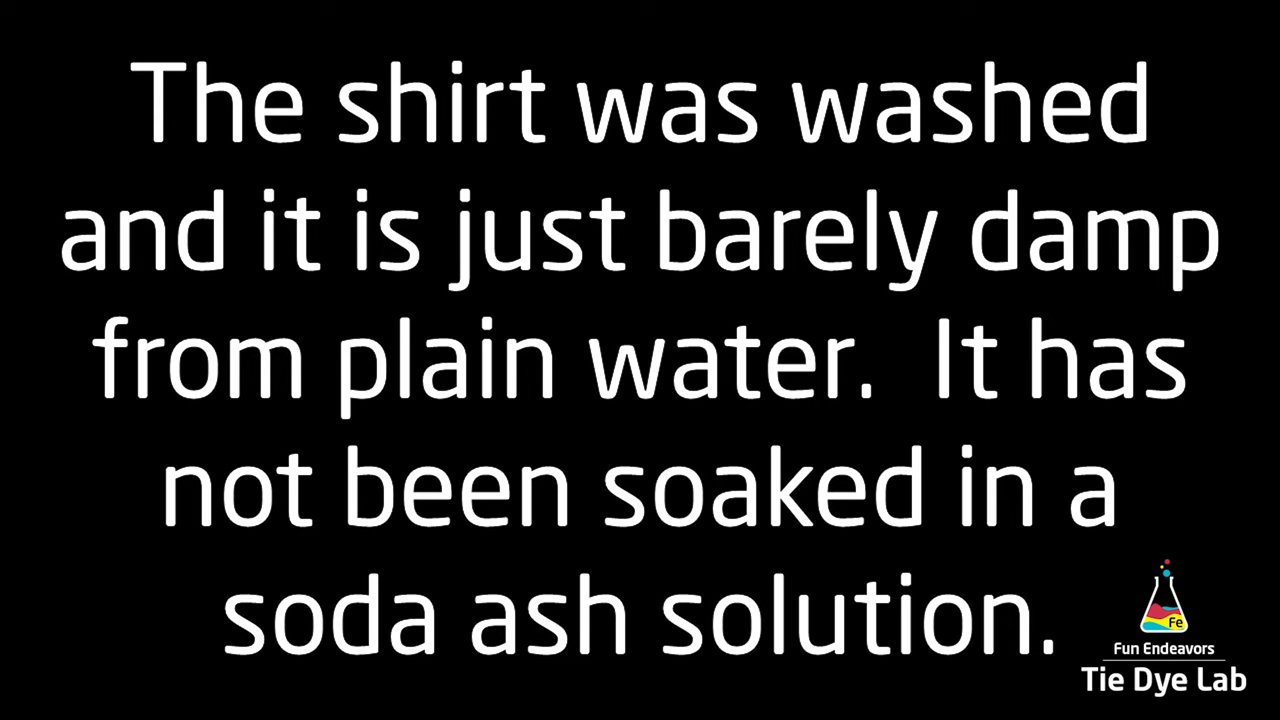 The shirt was washed
and it is just barely damp
from plain water.  It has
not been soaked in a
soda ash solution.
Fe
Fun Endeavors
Tie Dye Lab